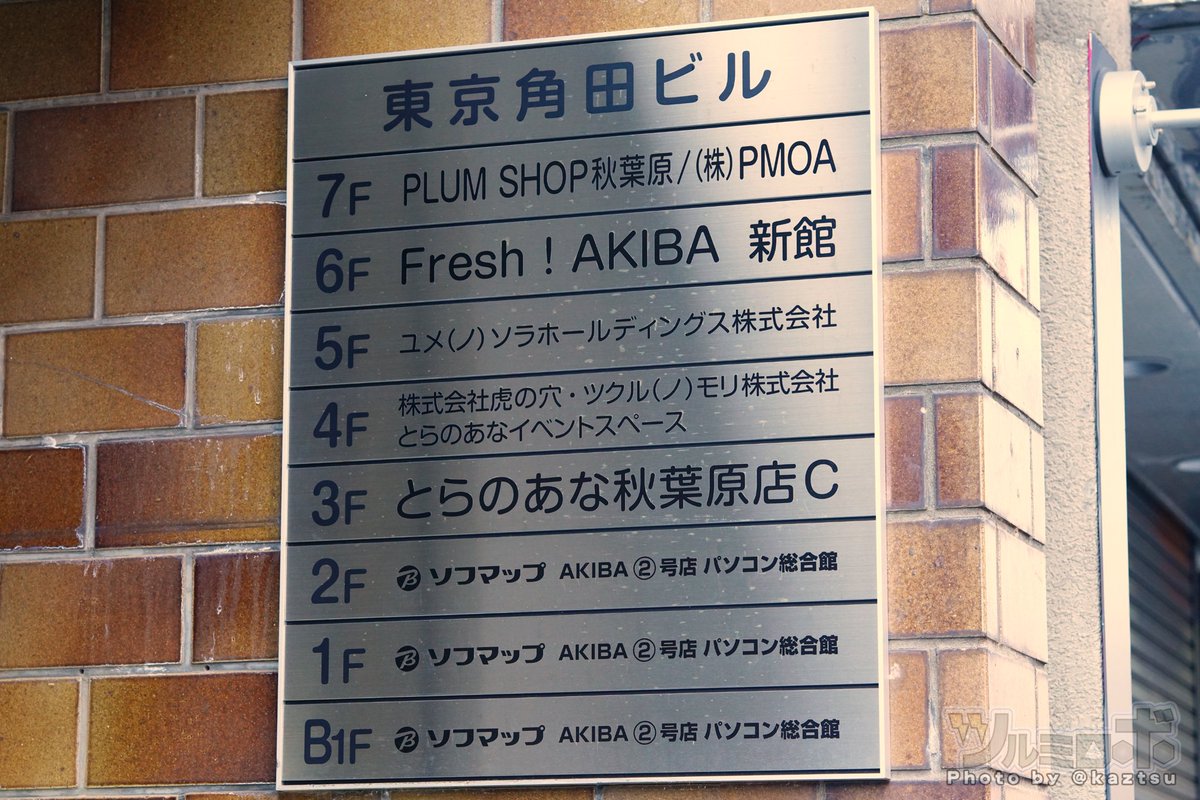 東京角田ビル
7F PLUM SHOP秋葉原/(株)PMOA
6F Fresh!AKIBA 新館
5F ユメ(ノ)ソラホールディングス株式会社
4F 株式会社虎の穴・ツクル(ノ)モリ株式会社
とらのあなイベントスペース
3F とらのあな秋葉原店C
2F B ソフマップ AKIBA②号店 パソコン総合館
1F B ソフマップ AKIBA②号店 パソコン総合館
B1F B ソフマップ AKIBA②号店 パソコン総合館
ツルミロボ
Photo by @kaztsu